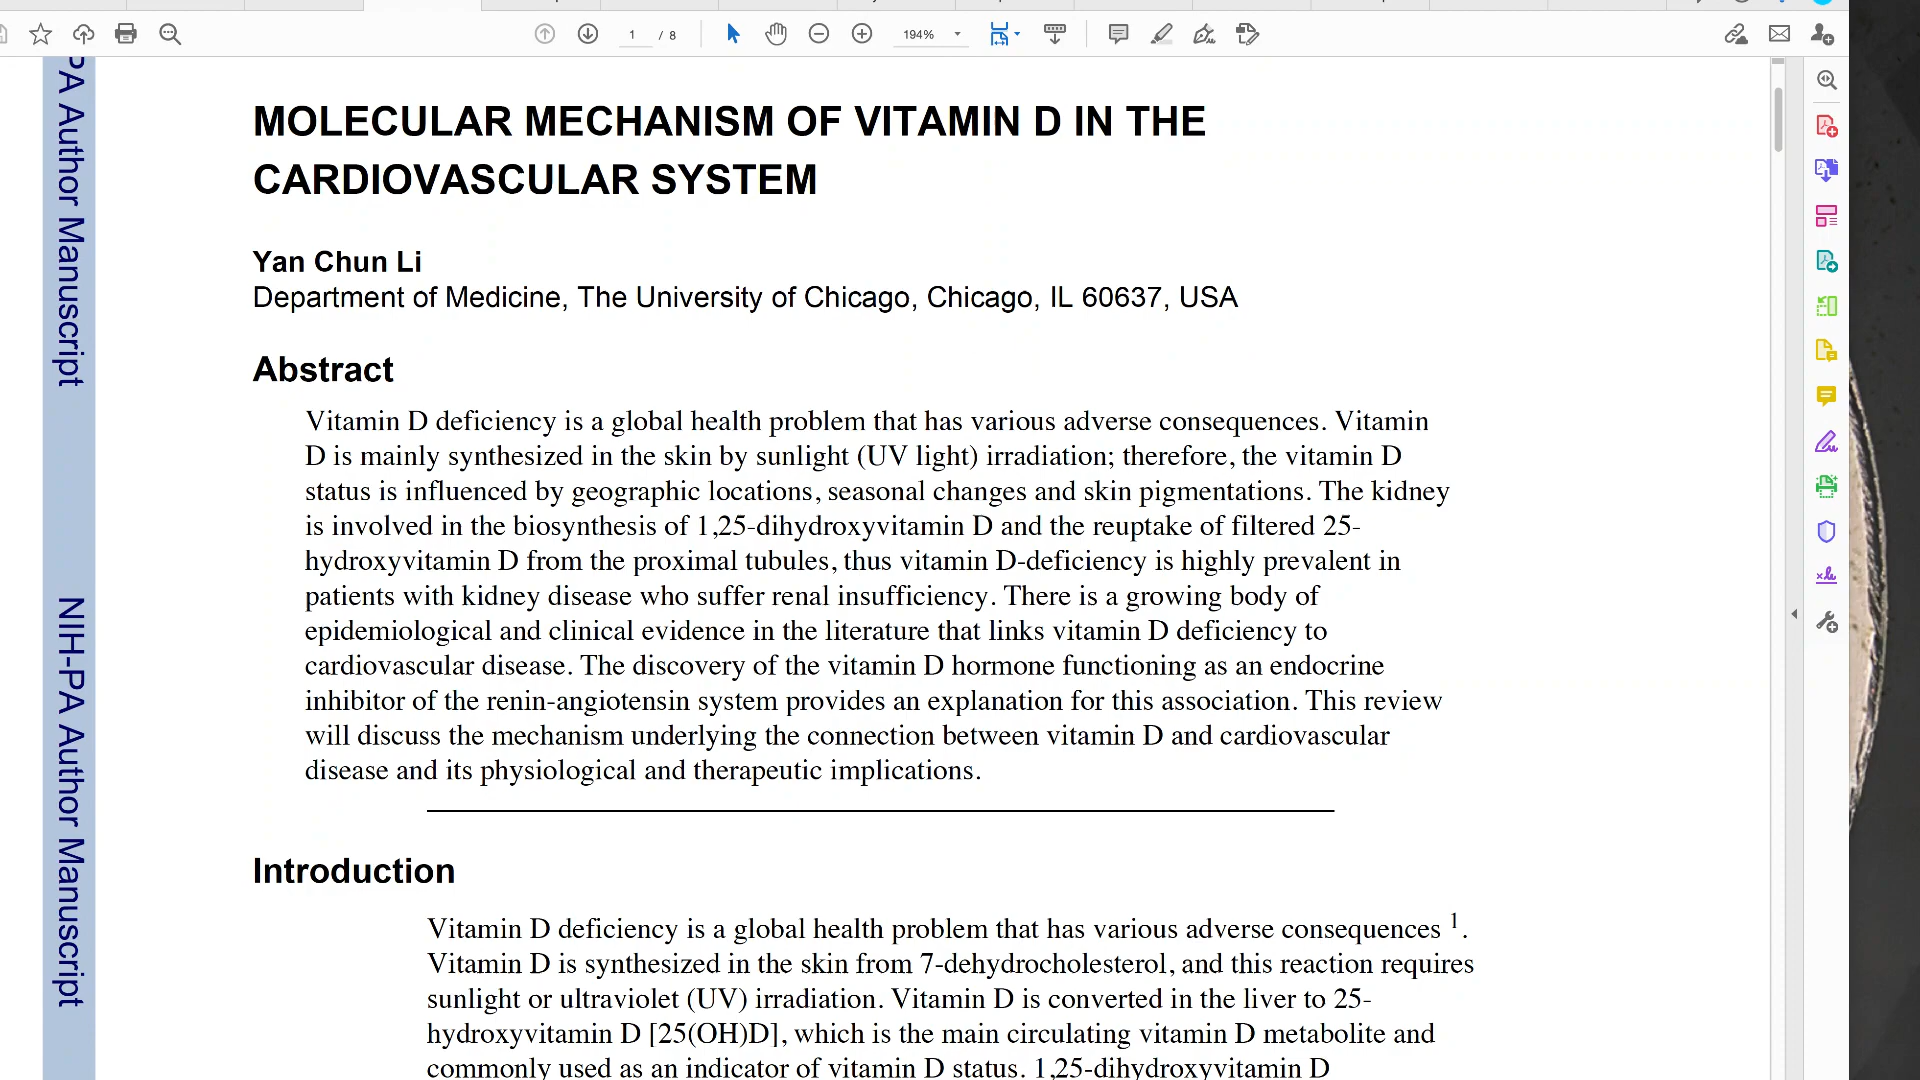 1 / 8
194%
PA Author Manuscript
NIH-PA Author Manuscript
MOLECULAR MECHANISM OF VITAMIN D IN THE
CARDIOVASCULAR SYSTEM
Yan Chun Li
Department of Medicine, The University of Chicago, Chicago, IL 60637, USA
Abstract
Vitamin D deficiency is a global health problem that has various adverse consequences. Vitamin
D is mainly synthesized in the skin by sunlight (UV light) irradiation; therefore, the vitamin D
status is influenced by geographic locations, seasonal changes and skin pigmentations. The kidney
is involved in the biosynthesis of 1,25-dihydroxyvitamin D and the reuptake of filtered 25-
hydroxyvitamin D from the proximal tubules, thus vitamin D-deficiency is highly prevalent in
patients with kidney disease who suffer renal insufficiency. There is a growing body of
epidemiological and clinical evidence in the literature that links vitamin D deficiency to
cardiovascular disease. The discovery of the vitamin D hormone functioning as an endocrine
inhibitor of the renin-angiotensin system provides an explanation for this association. This review
will discuss the mechanism underlying the connection between vitamin D and cardiovascular
disease and its physiological and therapeutic implications.
Introduction
Vitamin D deficiency is a global health problem that has various adverse consequences 1.
Vitamin D is synthesized in the skin from 7-dehydrocholesterol, and this reaction requires
sunlight or ultraviolet (UV) irradiation. Vitamin D is converted in the liver to 25-
hydroxyvitamin D [25(OH)D], which is the main circulating vitamin D metabolite and
commonly used as an indicator of vitamin D status. 1,25-dihydroxyvitamin D